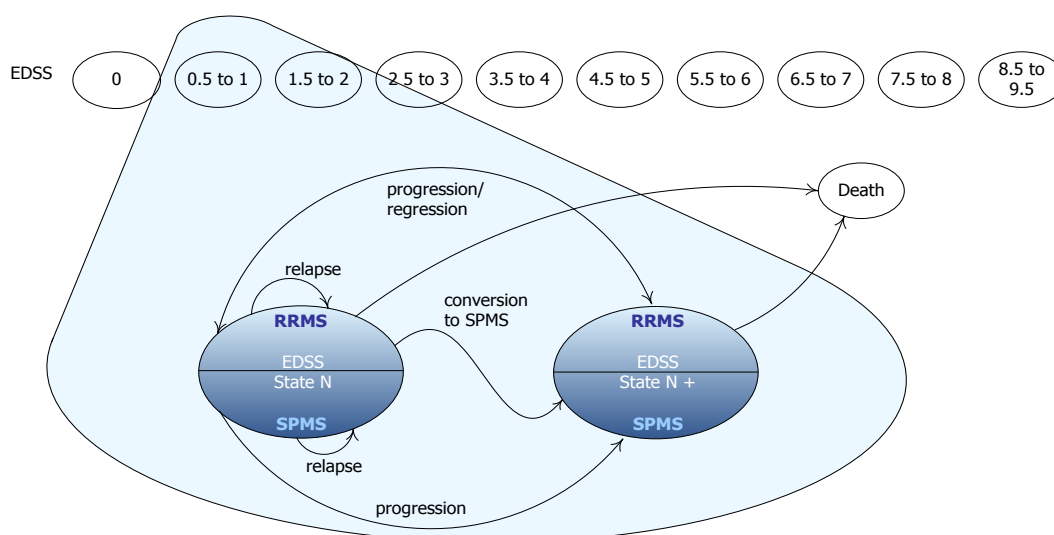 EDSS
0
0.5 to 1
1.5 to 2
2.5 to 3
3.5 to 4
4.5 to 5
5.5 to 6
6.5 to 7
7.5 to 8
8.5 to
9.5
progression/
regression
Death
relapse
conversion
to SPMS
RRMS
EDSS
State N
SPMS
RRMS
EDSS
State N +
SPMS
relapse
progression